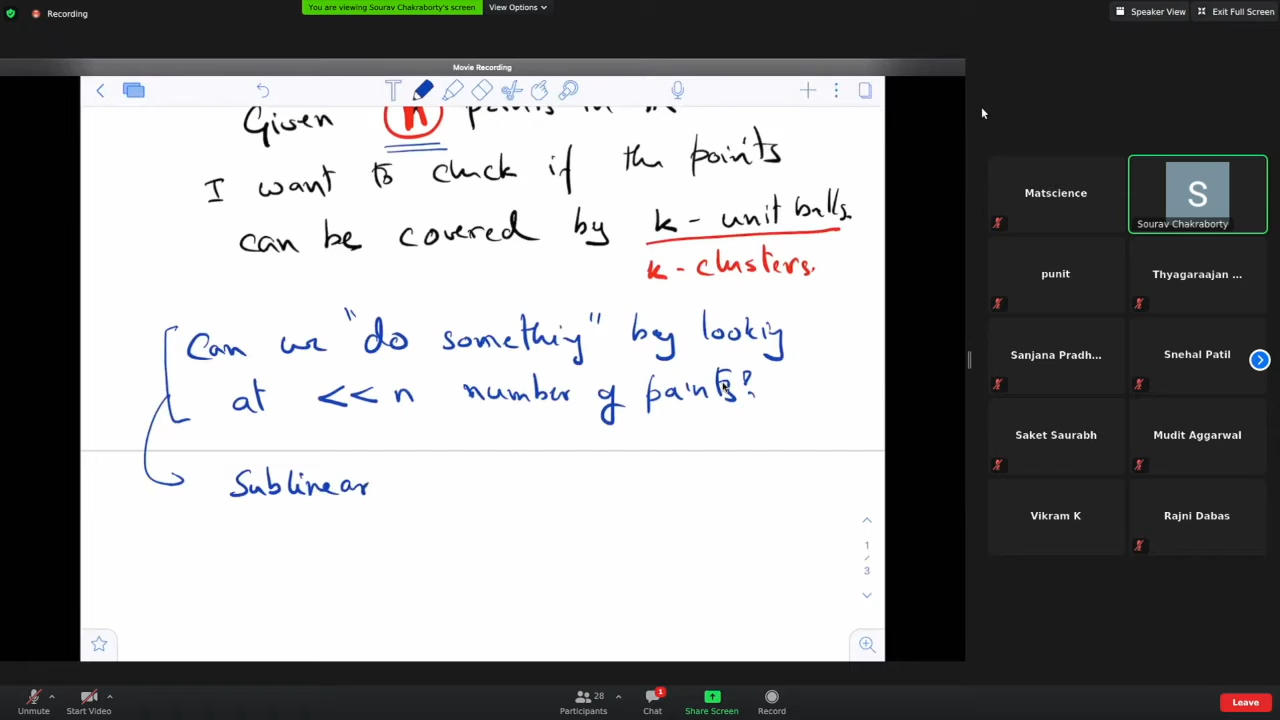 Recording
You are viewing Sourav Chakraborty's screen
View Options
Speaker View
Exit Full Screen
Movie Recording
Given n points in
I want to check if the points
can be covered by k - unit balls
k - clusters.
Can we "do something" by looking
at << n number of points?
Sublinear
1
/
3
Matscience
S
Sourav Chakraborty
punit
Thyagaraajan ...
Sanjana Pradh...
Snehal Patil
Saket Saurabh
Mudit Aggarwal
Vikram K
Rajni Dabas
Unmute
Start Video
28
Participants
1
Chat
Share Screen
Record
Leave